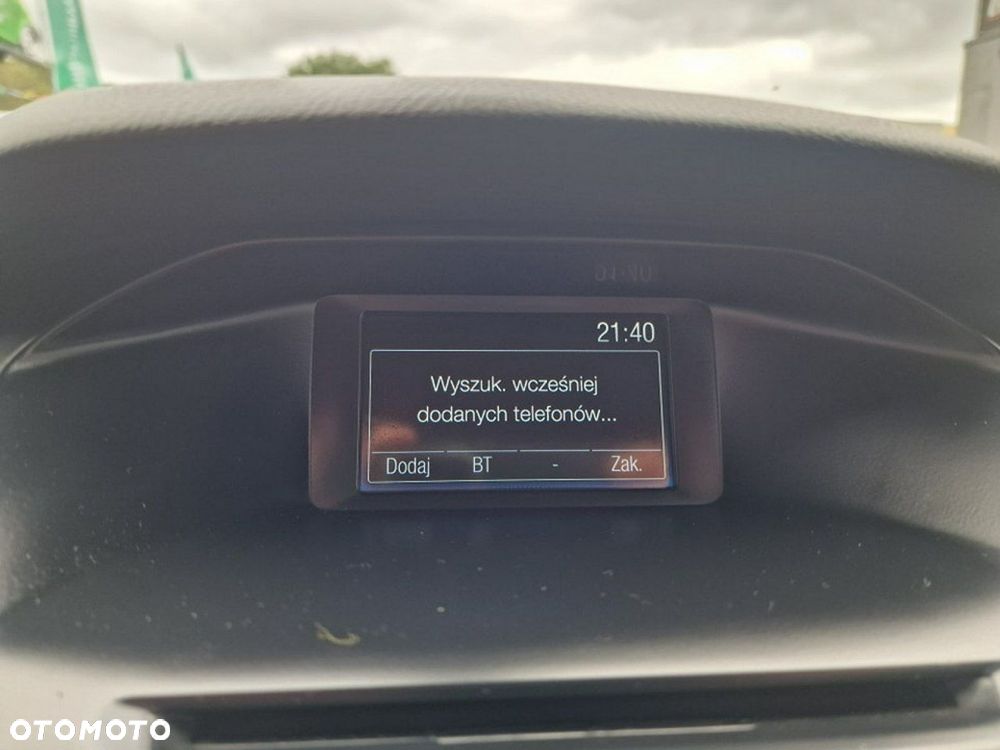 21:40
Wyszuk. wcześniej
dodanych telefonów...
Dodaj BT - Zak.
OTOMOTO